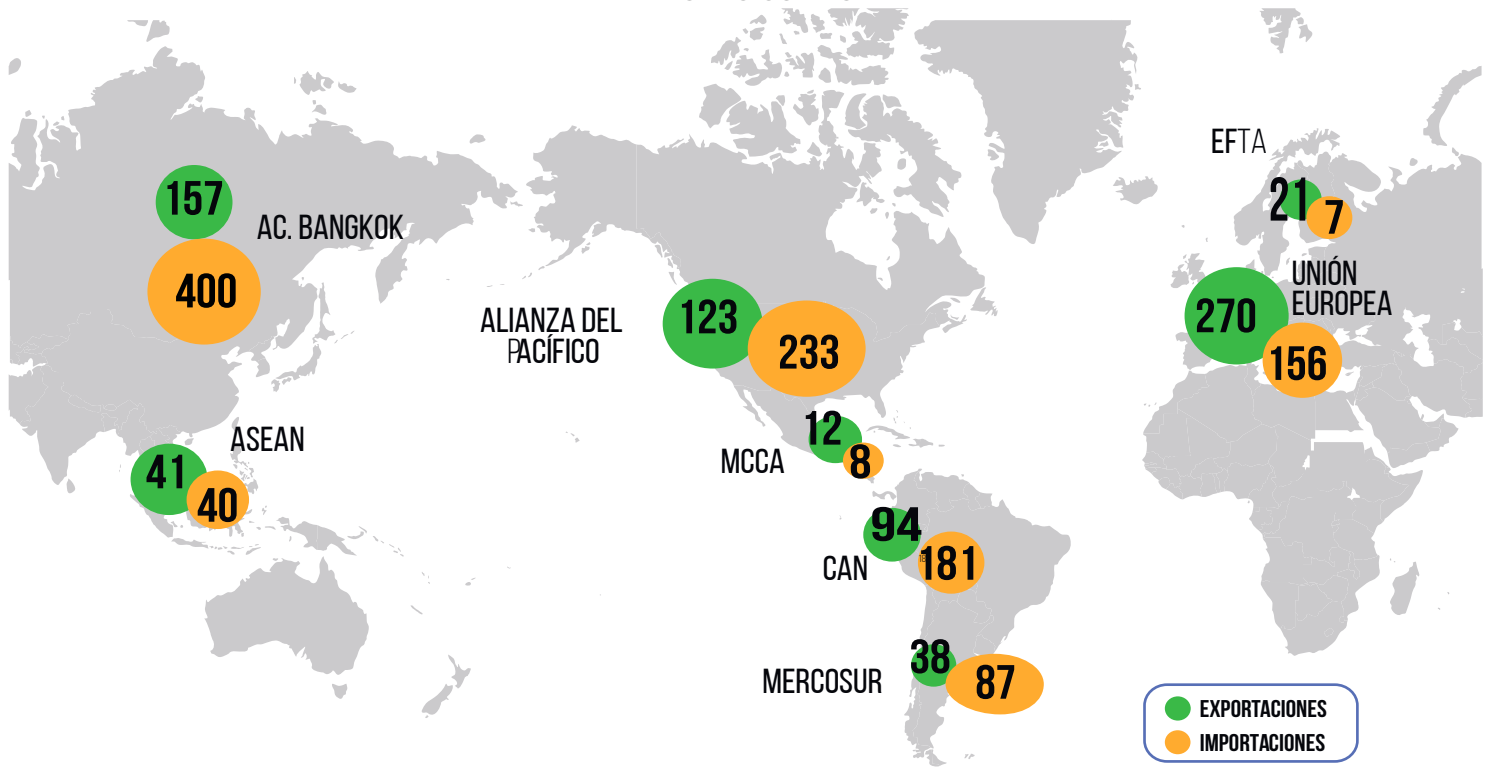 157
AC. BANGKOK
400
ASEAN
41
40
ALIANZA DEL
PACÍFICO
123
233
12
MCCA
8
94
CAN
181
38
MERCOSUR
87
EFTA
21
7
UNIÓN
EUROPEA
270
156
EXPORTACIONES
IMPORTACIONES